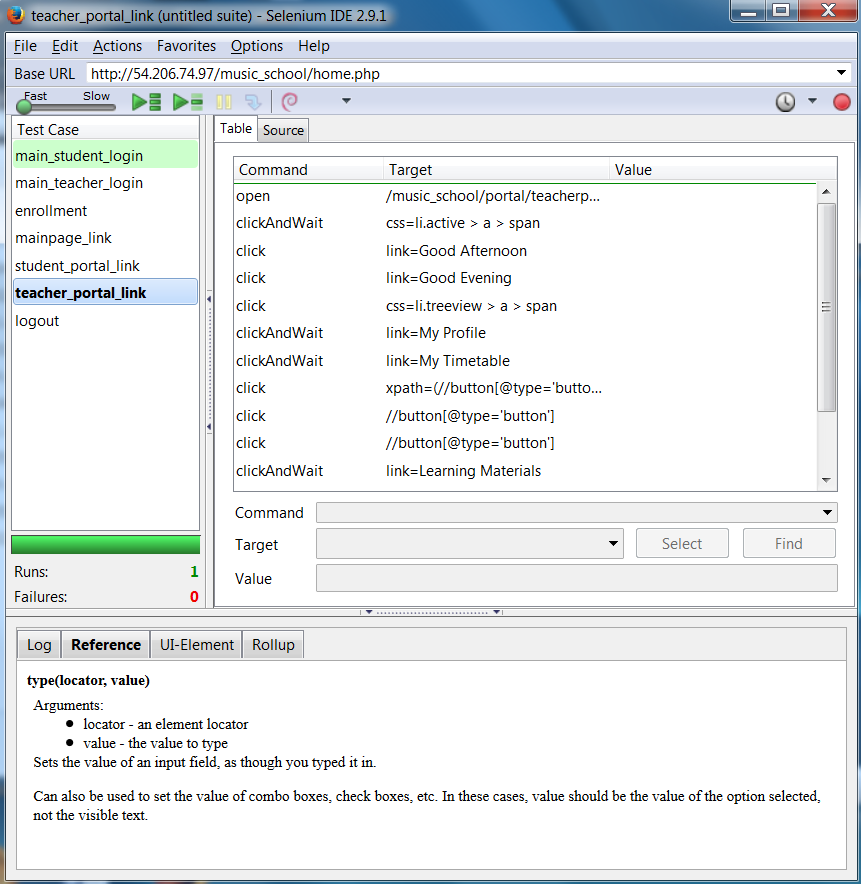 teacher_portal_link (untitled suite) - Selenium IDE 2.9.1
File Edit Actions Favorites Options Help
Base URL http://54.206.74.97/music_school/home.php
Fast Slow
Test Case
main_student_login
main_teacher_login
enrollment
mainpage_link
student_portal_link
teacher_portal_link
logout
Runs: 1
Failures: 0
Table Source
Command Target Value
open /music_school/portal/teacherp...
clickAndWait css=li.active > a > span
click link=Good Afternoon
click link=Good Evening
click css=li.treeview > a > span
clickAndWait link=My Profile
clickAndWait link=My Timetable
click xpath=(//button[@type='butto...
click //button[@type='button']
click //button[@type='button']
clickAndWait link=Learning Materials
Command
Target Select Find
Value
Log Reference UI-Element Rollup
type(locator, value)
Arguments:
• locator - an element locator
• value - the value to type
Sets the value of an input field, as though you typed it in.
Can also be used to set the value of combo boxes, check boxes, etc. In these cases, value should be the value of the option selected,
not the visible text.